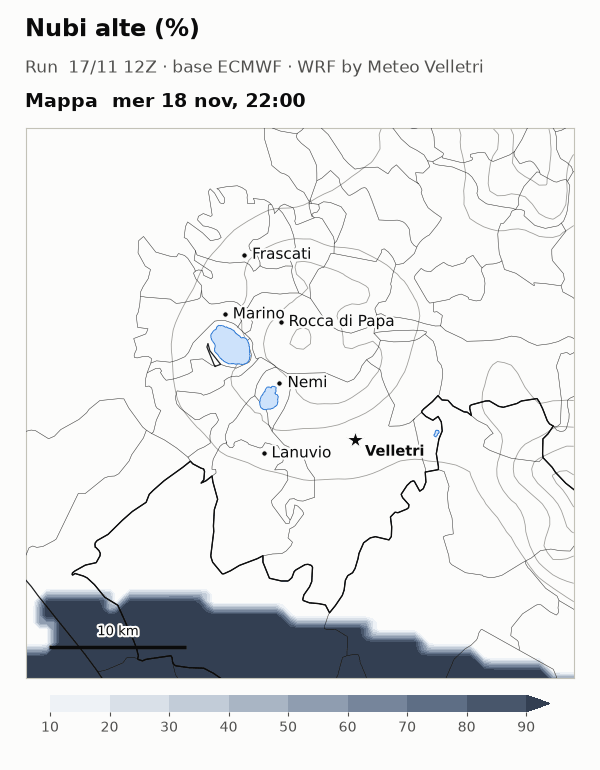 Nubi alte (%)
Run  17/11 12Z · base ECMWF · WRF by Meteo Velletri
Mappa  mer 18 nov, 22:00
Frascati
Marino
Rocca di Papa
Nemi
Velletri
Lanuvio
10 km
10 20 30 40 50 60 70 80 90